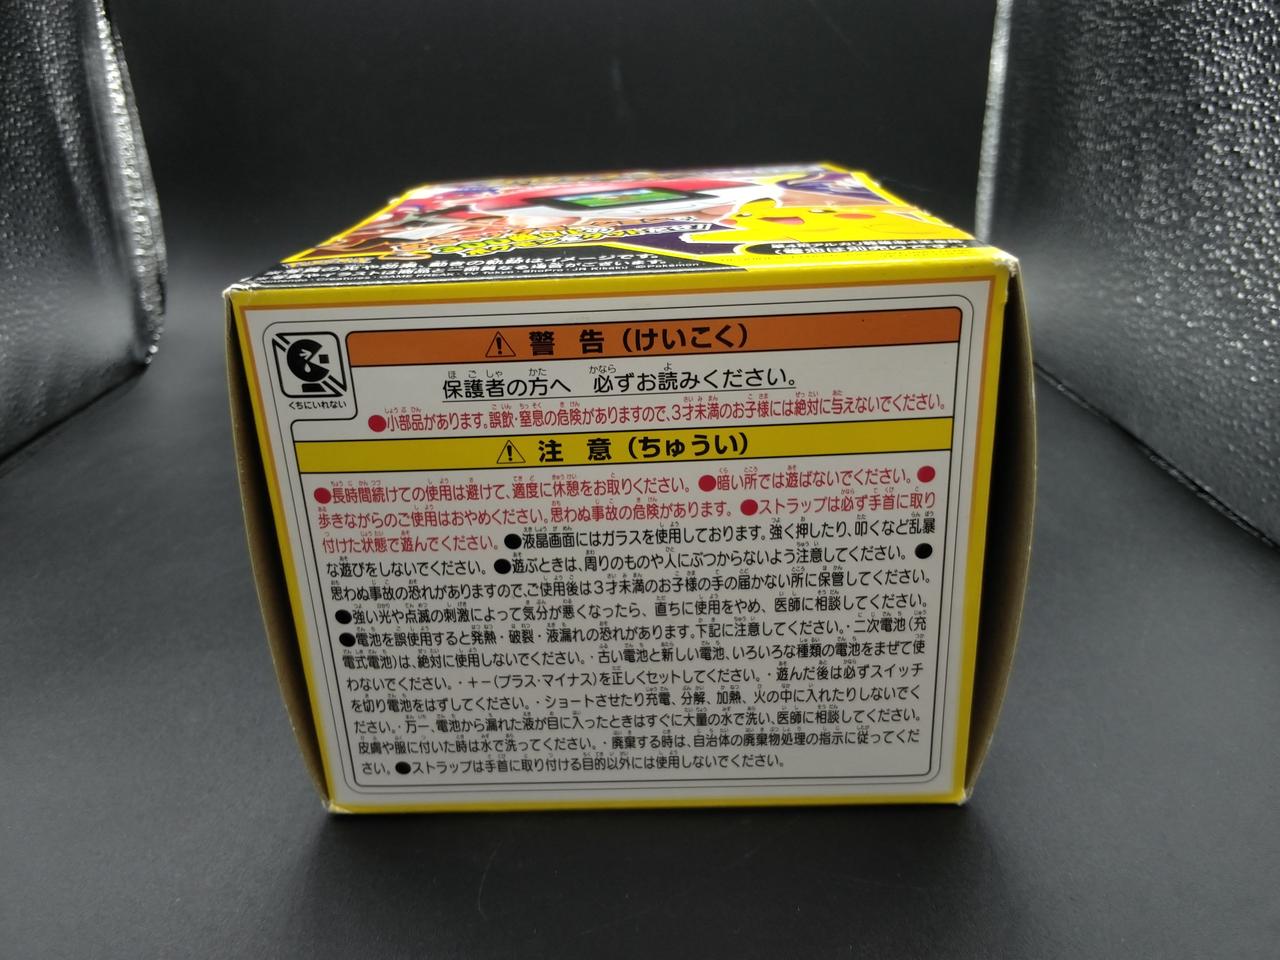 写真の光や効果、動きの軌跡はイメージです。
Nintendo・Creatures・GAME FREAK・TV Tokyo・ShoPro・JR Kikaku ©Pokémon
くちにいれない
警告（けいこく）
保護者の方へ 必ずお読みください。
●小部品があります。誤飲・窒息の危険がありますので、3才未満のお子様には絶対に与えないでください。
注意（ちゅうい）
●長時間続けての使用は避けて、適度に休憩をお取りください。 ●暗い所では遊ばないでください。 ●
歩きながらのご使用はおやめください。思わぬ事故の危険があります。 ●ストラップは必ず手首に取り
付けた状態で遊んでください。 ●液晶画面にはガラスを使用しております。強く押したり、叩くなど乱暴
な遊びをしないでください。 ●遊ぶときは、周りのものや人にぶつからないよう注意してください。 ●
思わぬ事故の恐れがありますので、ご使用後は3才未満のお子様の手の届かない所に保管してください。
●強い光や点滅の刺激によって気分が悪くなったら、直ちに使用をやめ、医師に相談してください。
●電池を誤使用すると発熱・破裂・液漏れの恐れがあります。下記に注意してください。・二次電池(充
電式電池)は、絶対に使用しないでください。・古い電池と新しい電池、いろいろな種類の電池をまぜて使
わないでください。・＋−(プラス・マイナス)を正しくセットしてください。・遊んだ後は必ずスイッチ
を切り電池をはずしてください。・ショートさせたり充電、分解、加熱、火の中に入れたりしないでく
ださい。・万一、電池から漏れた液が目に入ったときはすぐに大量の水で洗い、医師に相談してください。
皮膚や服に付いた時は水で洗ってください。・廃棄する時は、自治体の廃棄物処理の指示に従ってくだ
さい。 ●ストラップは手首に取り付ける目的以外には使用しないでください。